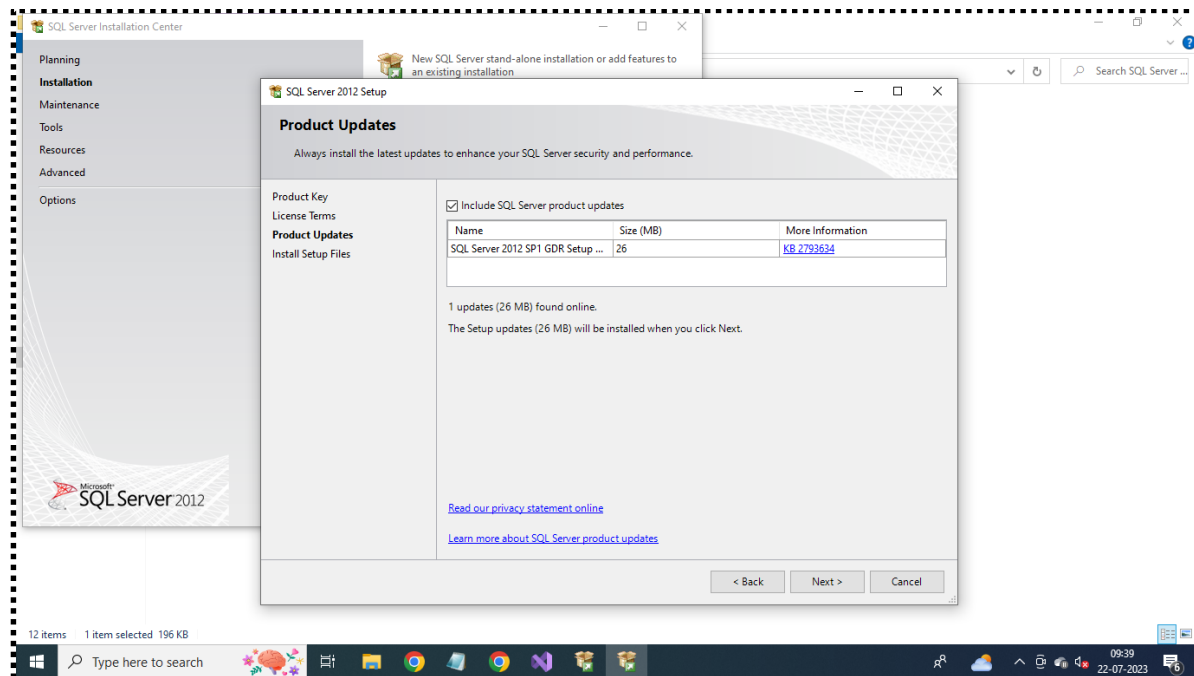 SQL Server Installation Center
Planning
Installation
Maintenance
Tools
Resources
Advanced
Options
New SQL Server stand-alone installation or add features to
an existing installation
Search SQL Server ...
SQL Server 2012 Setup
Product Updates
Always install the latest updates to enhance your SQL Server security and performance.
Product Key
License Terms
Product Updates
Install Setup Files
Include SQL Server product updates
Name Size (MB) More Information
SQL Server 2012 SP1 GDR Setup ... 26 KB 2793634
1 updates (26 MB) found online.
The Setup updates (26 MB) will be installed when you click Next.
Read our privacy statement online
Learn more about SQL Server product updates
< Back Next > Cancel
Microsoft®
SQL Server 2012
12 items 1 item selected 196 KB
Type here to search
09:39
22-07-2023
6